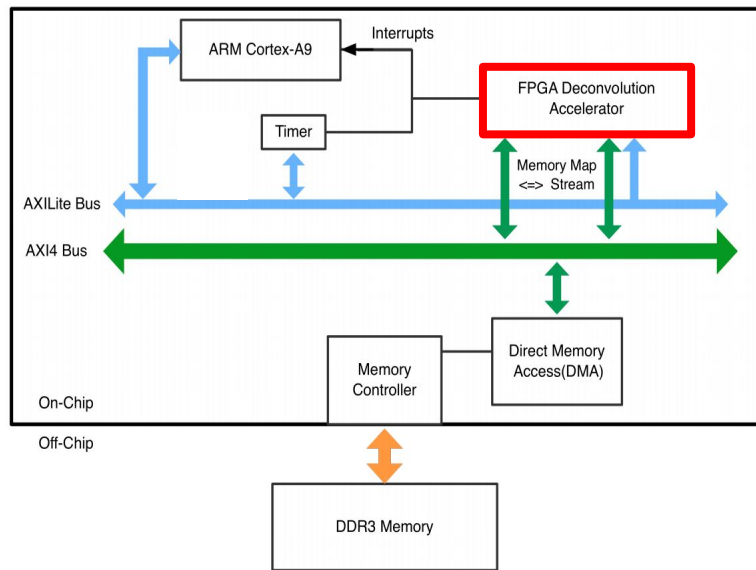 ARM Cortex-A9
Interrupts
FPGA Deconvolution
Accelerator
Timer
Memory Map
<=> Stream
AXILite Bus
AXI4 Bus
Direct Memory
Access(DMA)
Memory
Controller
On-Chip
Off-Chip
DDR3 Memory